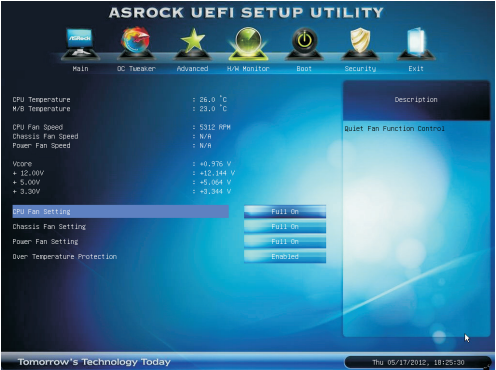 ASROCK UEFI SETUP UTILITY
ASRock
Main OC Tweaker Advanced H/W Monitor Boot Security Exit
Description
CPU Temperature : 26.0 °C
M/B Temperature : 23.0 °C
Quiet Fan Function Control
CPU Fan Speed : 5312 RPM
Chassis Fan Speed : N/A
Power Fan Speed : N/A
Vcore : +0.976 V
+ 12.00V : +12.144 V
+ 5.00V : +5.064 V
+ 3.30V : +3.344 V
CPU Fan Setting Full On
Chassis Fan Setting Full On
Power Fan Setting Full On
Over Temperature Protection Enabled
Tomorrow's Technology Today
Thu 05/17/2012, 18:25:30